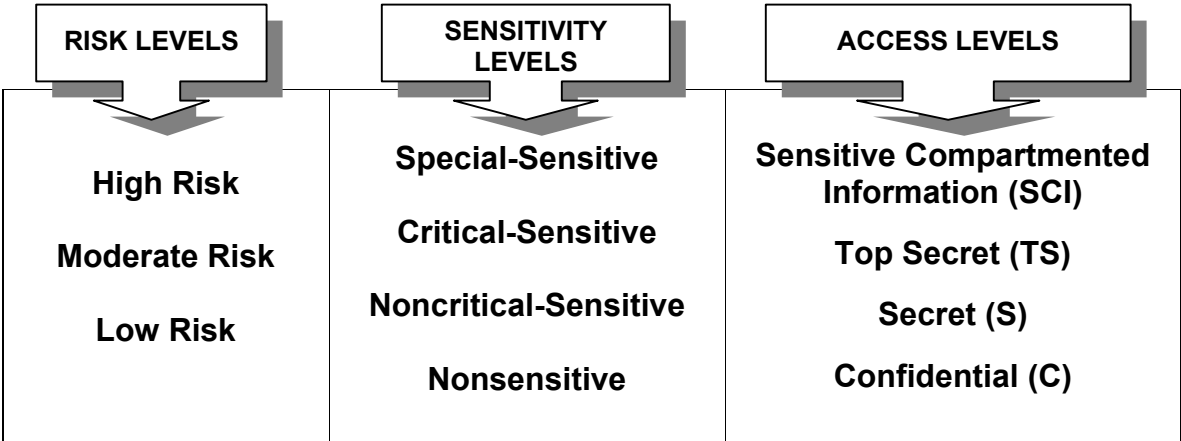 RISK LEVELS
SENSITIVITY
LEVELS
ACCESS LEVELS
High Risk
Moderate Risk
Low Risk
Special-Sensitive
Critical-Sensitive
Noncritical-Sensitive
Nonsensitive
Sensitive Compartmented
Information (SCI)
Top Secret (TS)
Secret (S)
Confidential (C)